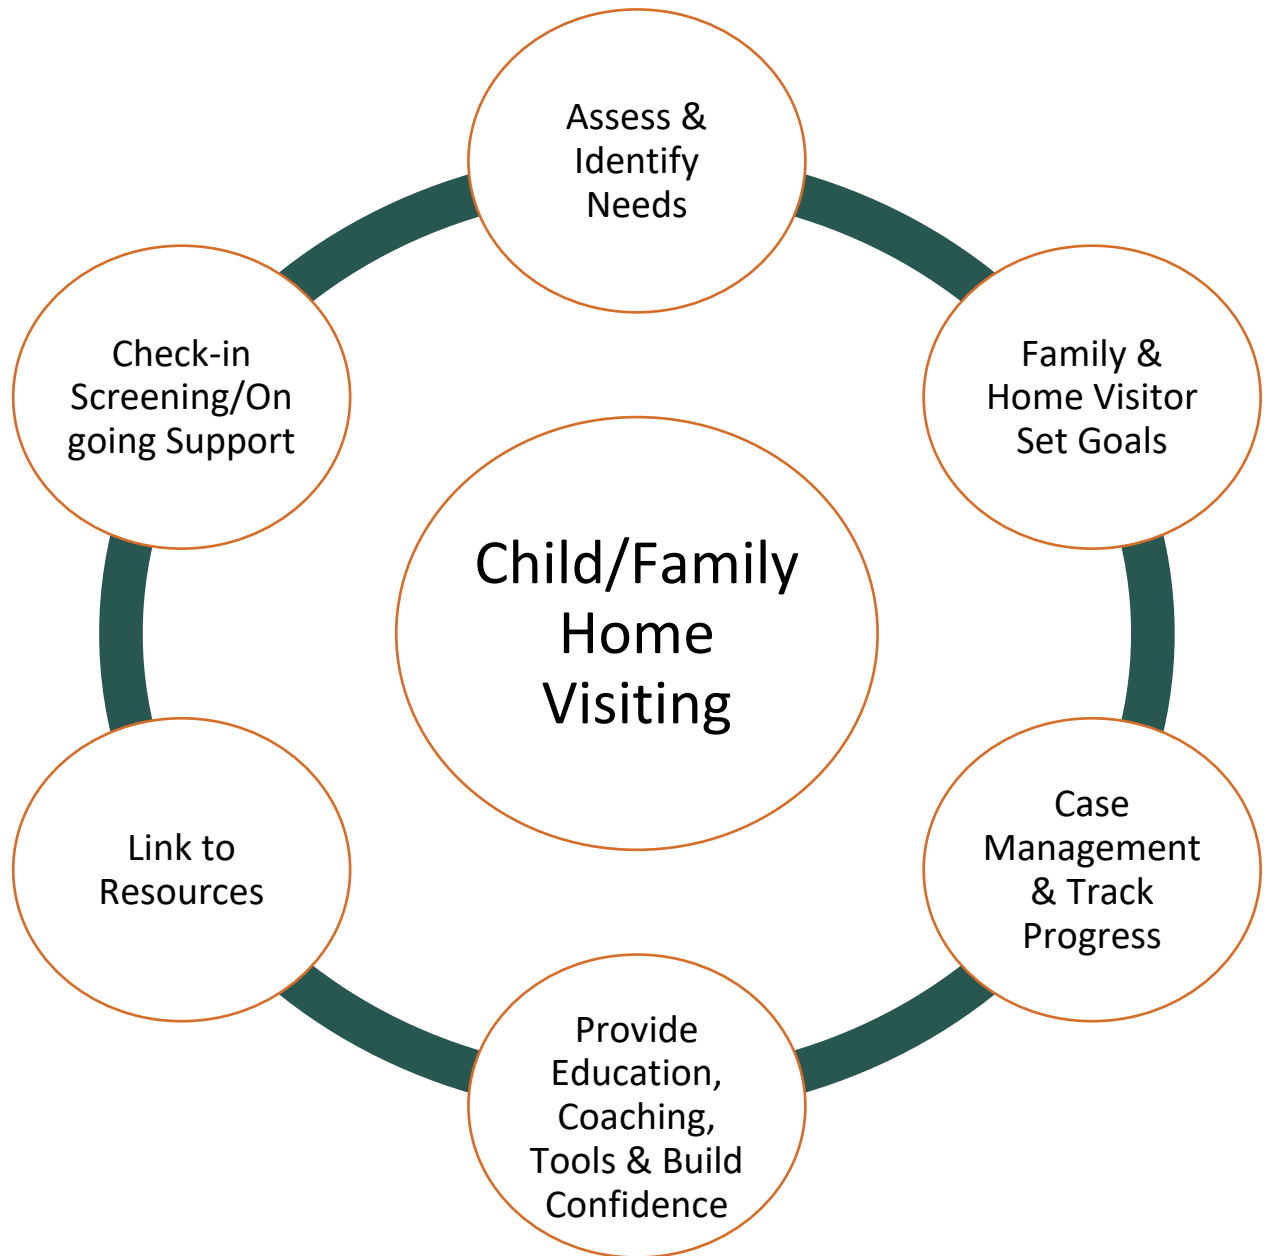 Assess &
Identify
Needs
Family &
Home Visitor
Set Goals
Case
Management
& Track
Progress
Provide
Education,
Coaching,
Tools & Build
Confidence
Link to
Resources
Check-in
Screening/On
going Support
Child/Family
Home
Visiting